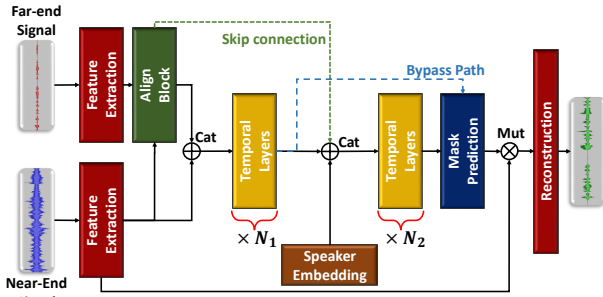 Far-end
Signal
Feature
Extraction
Align
Block
Skip connection
Bypass Path
Cat
Temporal
Layers
× N₁
Cat
Temporal
Layers
× N₂
Mask
Prediction
Mut
Reconstruction
Feature
Extraction
Speaker
Embedding
Near-End